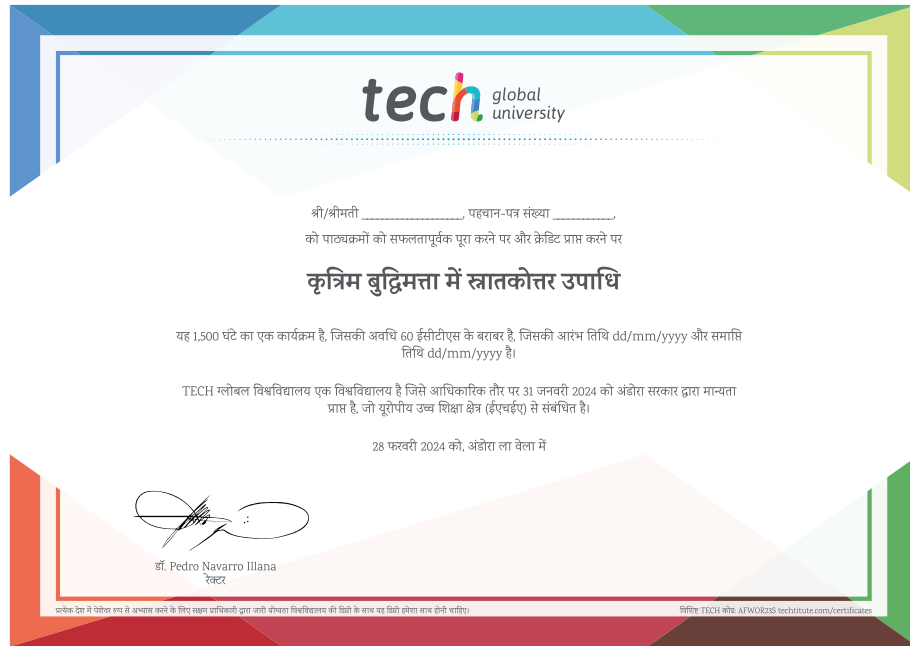 tech global university
श्री/श्रीमती ____________________, पहचान-पत्र संख्या ____________,
को पाठ्यक्रमों को सफलतापूर्वक पूरा करने पर और क्रेडिट प्राप्त करने पर
कृत्रिम बुद्धिमत्ता में स्नातकोत्तर उपाधि
यह 1,500 घंटे का एक कार्यक्रम है, जिसकी अवधि 60 ईसीटीएस के बराबर है, जिसकी आरंभ तिथि dd/mm/yyyy और समाप्ति
तिथि dd/mm/yyyy है।
TECH ग्लोबल विश्वविद्यालय एक विश्वविद्यालय है जिसे आधिकारिक तौर पर 31 जनवरी 2024 को अंडोरा सरकार द्वारा मान्यता
प्राप्त है, जो यूरोपीय उच्च शिक्षा क्षेत्र (ईएचईए) से संबंधित है।
28 फरवरी 2024 को, अंडोरा ला वेला में
डॉ. Pedro Navarro Illana
रेक्टर
प्रत्येक देश में पेशेवर रूप से अभ्यास करने के लिए सक्षम प्राधिकारी द्वारा जारी योग्यता विश्वविद्यालय की डिग्री के साथ यह डिग्री हमेशा साथ होनी चाहिए।
विशिष्ट TECH कोड: AFWOR23S techtitute.com/certificates